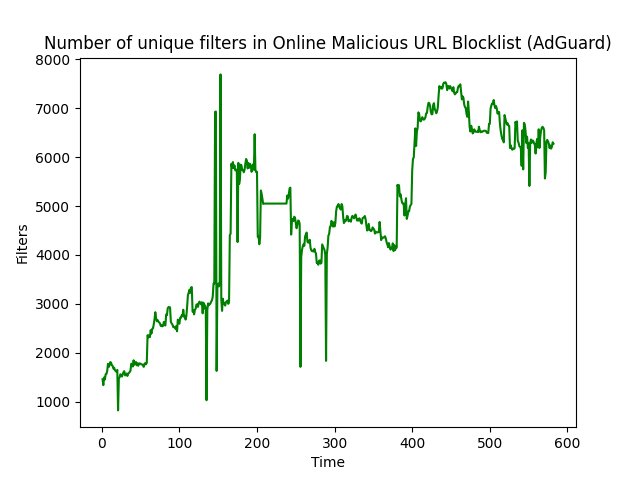 Number of unique filters in Online Malicious URL Blocklist (AdGuard)
8000
7000
6000
5000
4000
3000
2000
1000
Filters
0 100 200 300 400 500 600
Time